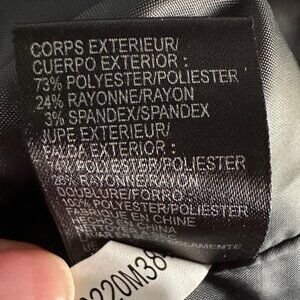 CORPS EXTERIEUR/
CUERPO EXTERIOR :
73% POLYESTER/POLIESTER
24% RAYONNE/RAYON
3% SPANDEX/SPANDEX
JUPE EXTERIEUR/
EXTERIOR :
POLYESTER/POLIESTER
RAYONNE/RAYON
DOUBLURE/FORRO :
100% POLYESTER/POLIESTER
FABRIQUE EN CHINE
CHINA